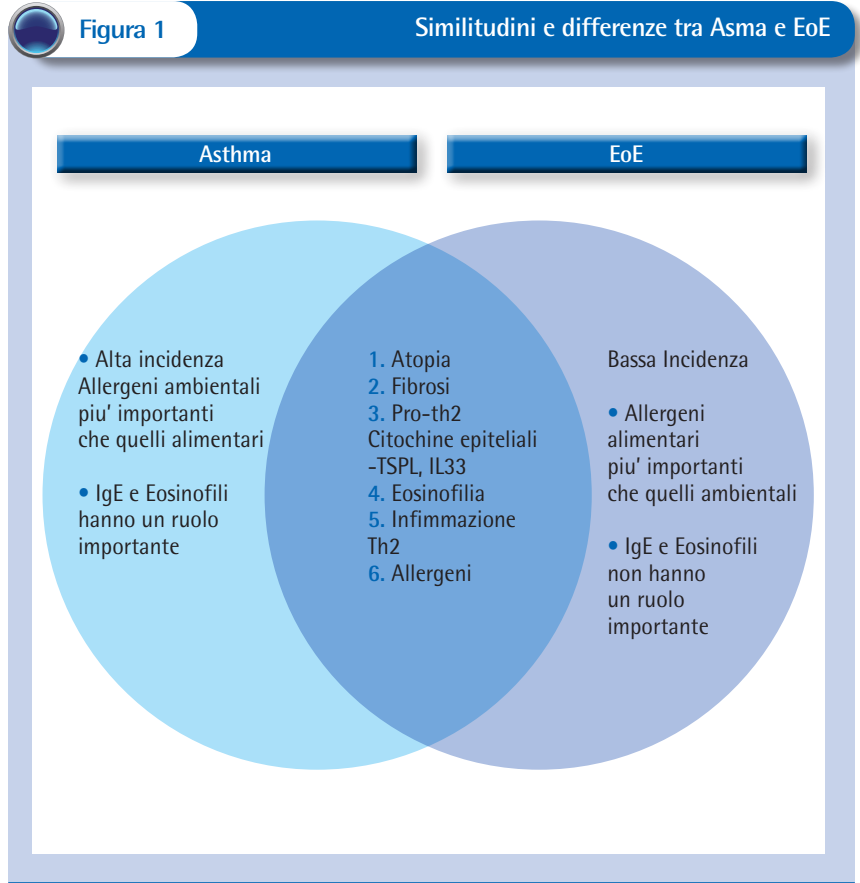 Figura 1
Similitudini e differenze tra Asma e EoE
Asthma
EoE
• Alta incidenza
Allergeni ambientali
piu' importanti
che quelli alimentari
• IgE e Eosinofili
hanno un ruolo
importante
1. Atopia
2. Fibrosi
3. Pro-th2
Citochine epiteliali
-TSPL, IL33
4. Eosinofilia
5. Infimmazione
Th2
6. Allergeni
Bassa Incidenza
• Allergeni
alimentari
piu' importanti
che quelli ambientali
• IgE e Eosinofili
non hanno
un ruolo
importante